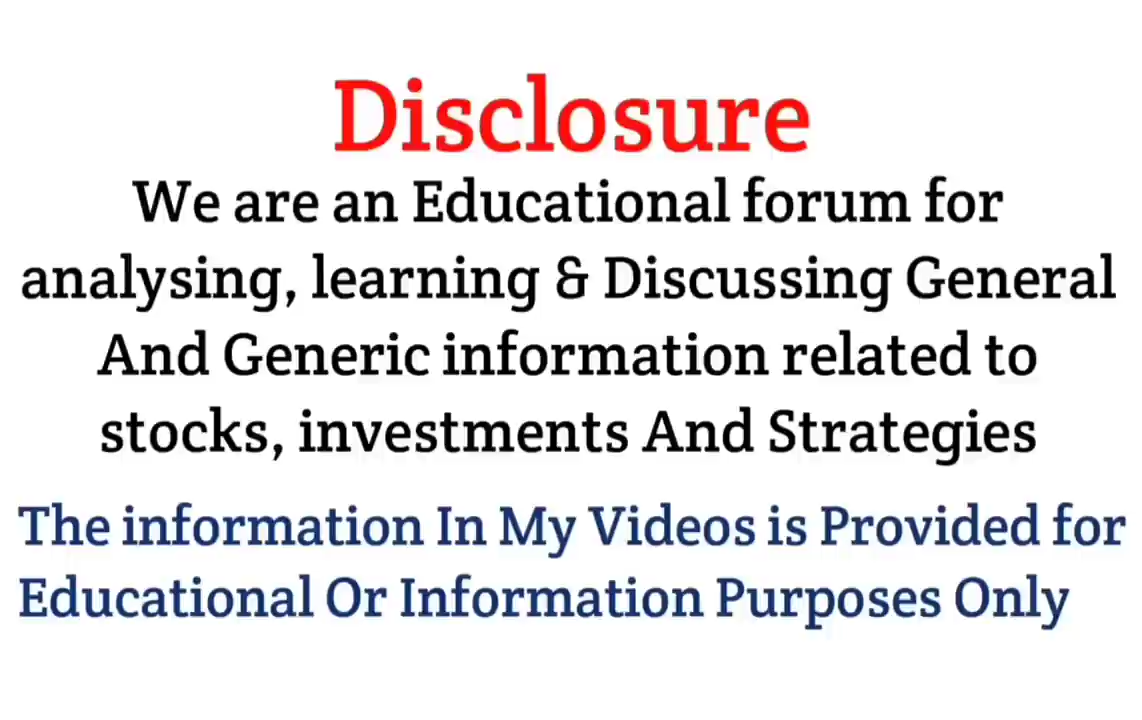 Disclosure
We are an Educational forum for
analysing, learning & Discussing General
And Generic information related to
stocks, investments And Strategies
The information In My Videos is Provided for
Educational Or Information Purposes Only